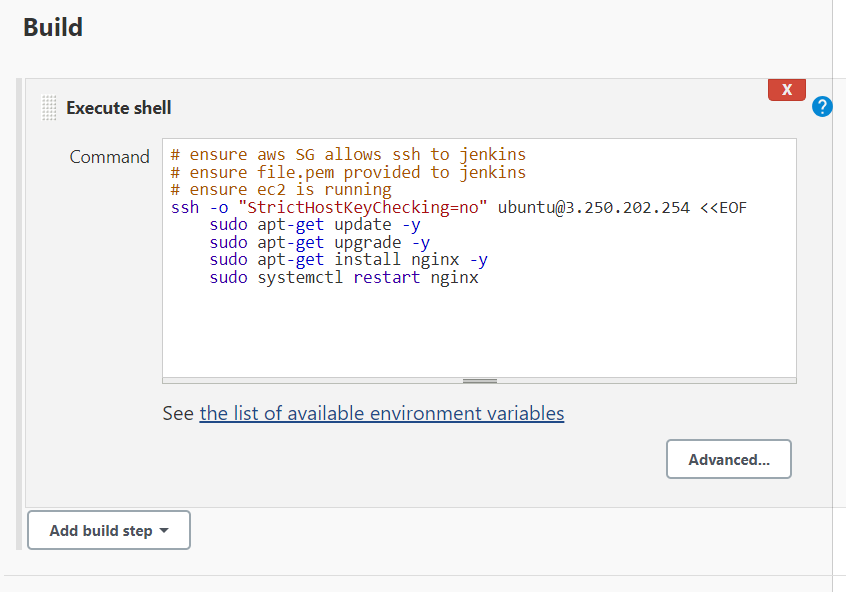 Build
X
Execute shell
?
Command
# ensure aws SG allows ssh to jenkins
# ensure file.pem provided to jenkins
# ensure ec2 is running
ssh -o "StrictHostKeyChecking=no" ubuntu@3.250.202.254 <<EOF
    sudo apt-get update -y
    sudo apt-get upgrade -y
    sudo apt-get install nginx -y
    sudo systemctl restart nginx
See the list of available environment variables
Advanced...
Add build step